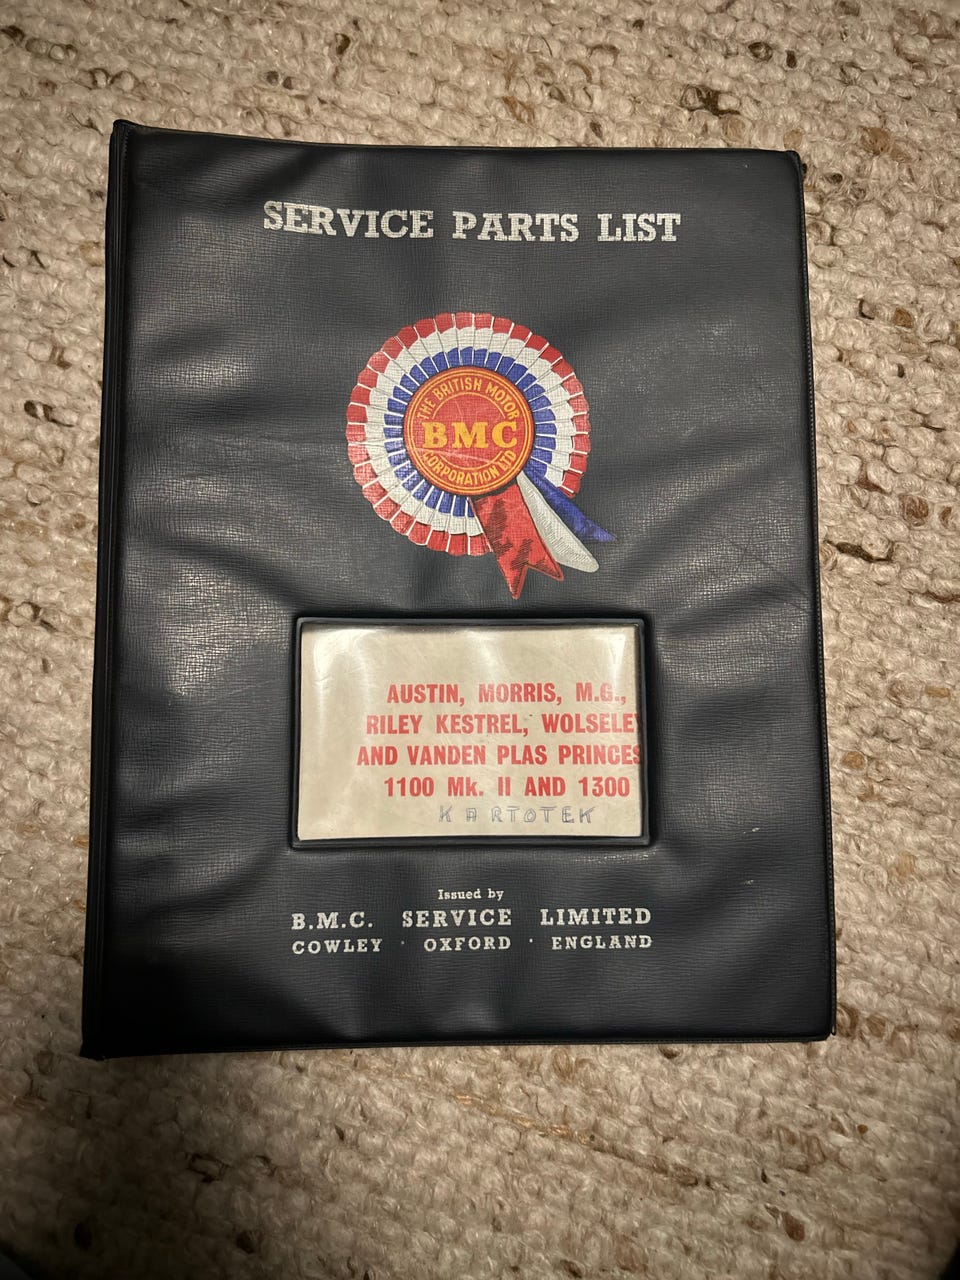 SERVICE PARTS LIST
THE BRITISH MOTOR
BMC
CORPORATION LTD
AUSTIN, MORRIS, M.G.,
RILEY KESTREL, WOLSELEY
AND VANDEN PLAS PRINCES
1100 Mk. II AND 1300
KARTOTEK
Issued by
B.M.C. SERVICE LIMITED
COWLEY · OXFORD · ENGLAND